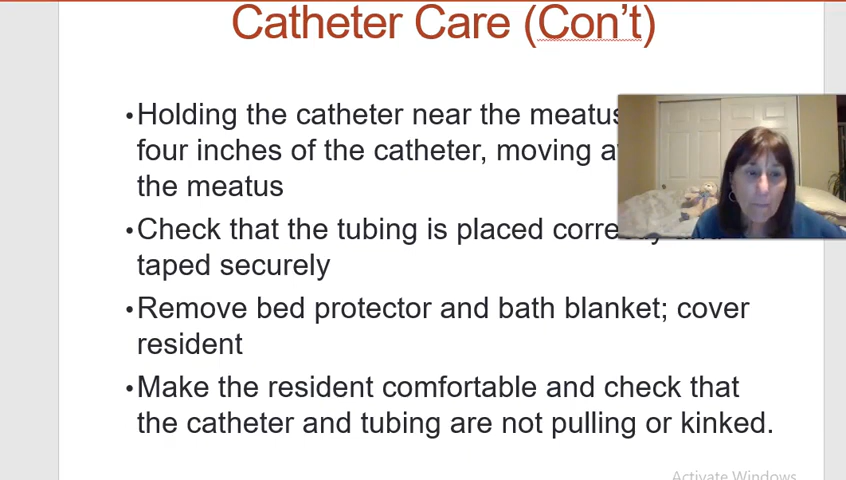 Catheter Care (Con't)
•Holding the catheter near the meatus
four inches of the catheter, moving
the meatus
•Check that the tubing is placed
taped securely
•Remove bed protector and bath blanket; cover
resident
•Make the resident comfortable and check that
the catheter and tubing are not pulling or kinked.
Activate Windows